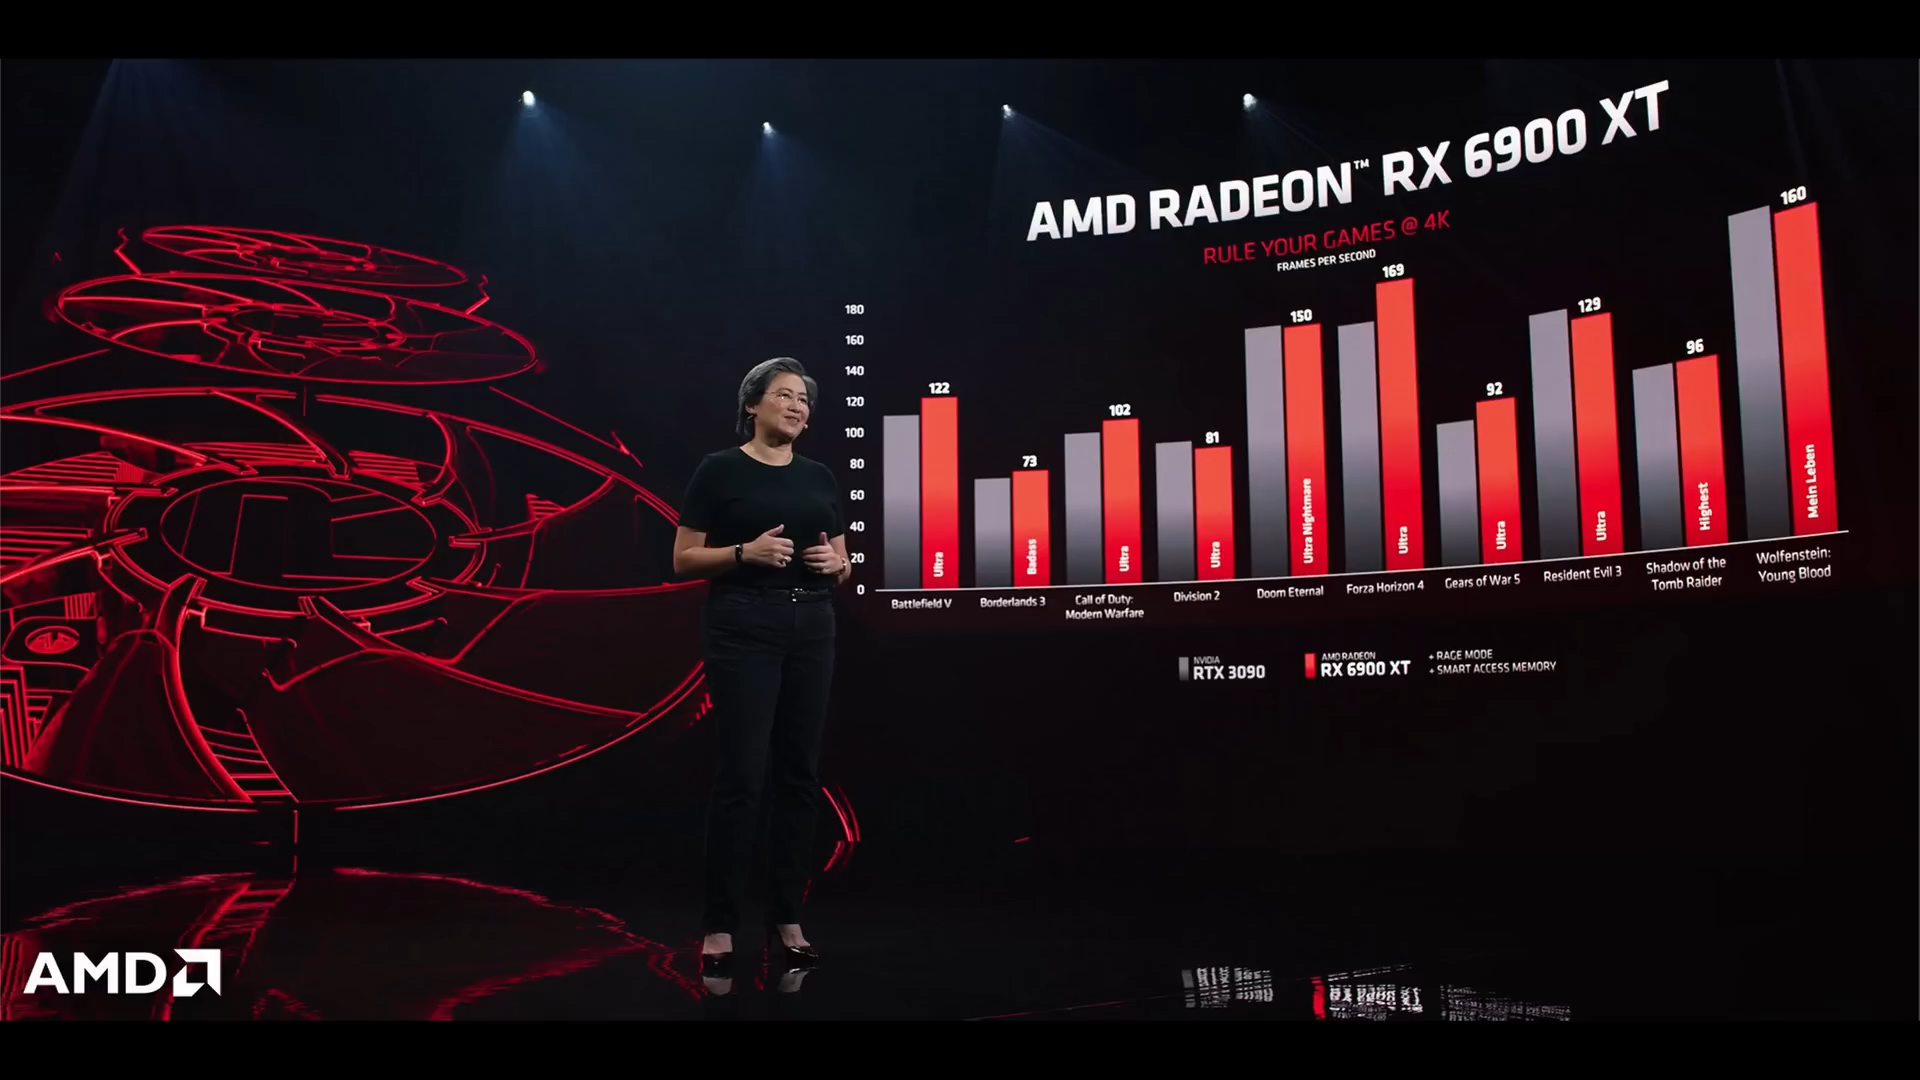 AMD RADEON™ RX 6900 XT
RULE YOUR GAMES @ 4K
FRAMES PER SECOND
180
160
140
120
100
80
60
40
20
0
122
73
102
81
150
169
92
129
96
160
Ultra
Badass
Ultra
Ultra
Ultra Nightmare
Ultra
Ultra
Ultra
Highest
Mein Leben
Battlefield V
Borderlands 3
Call of Duty:
Modern Warfare
Division 2
Doom Eternal
Forza Horizon 4
Gears of War 5
Resident Evil 3
Shadow of the
Tomb Raider
Wolfenstein:
Young Blood
NVIDIA
RTX 3090
AMD RADEON
RX 6900 XT
+ RAGE MODE
+ SMART ACCESS MEMORY
AMD